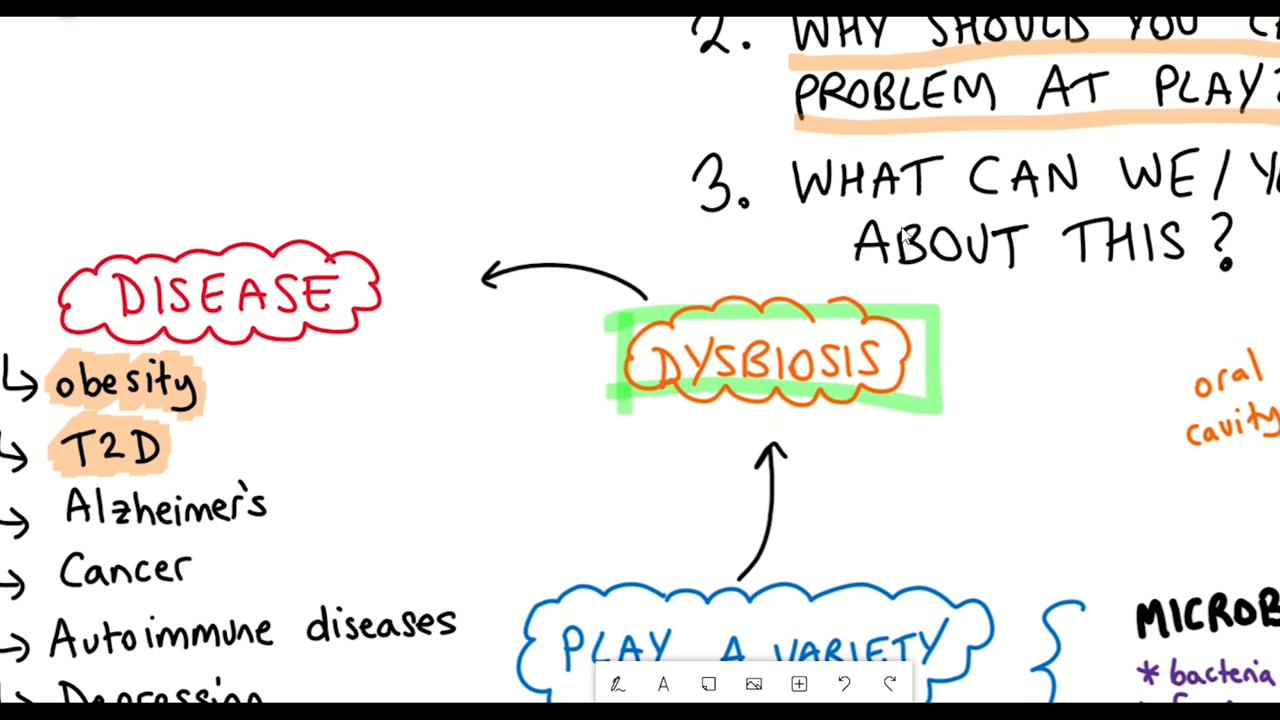 2. WHY SHOULD YOU
PROBLEM AT PLAY?
3. WHAT CAN WE/
ABOUT THIS?
DISEASE
DYSBIOSIS
obesity
T2D
Alzheimer's
Cancer
Autoimmune diseases
Depression
oral
cavity
PLAY A VARIETY
MICROB
* bacteria